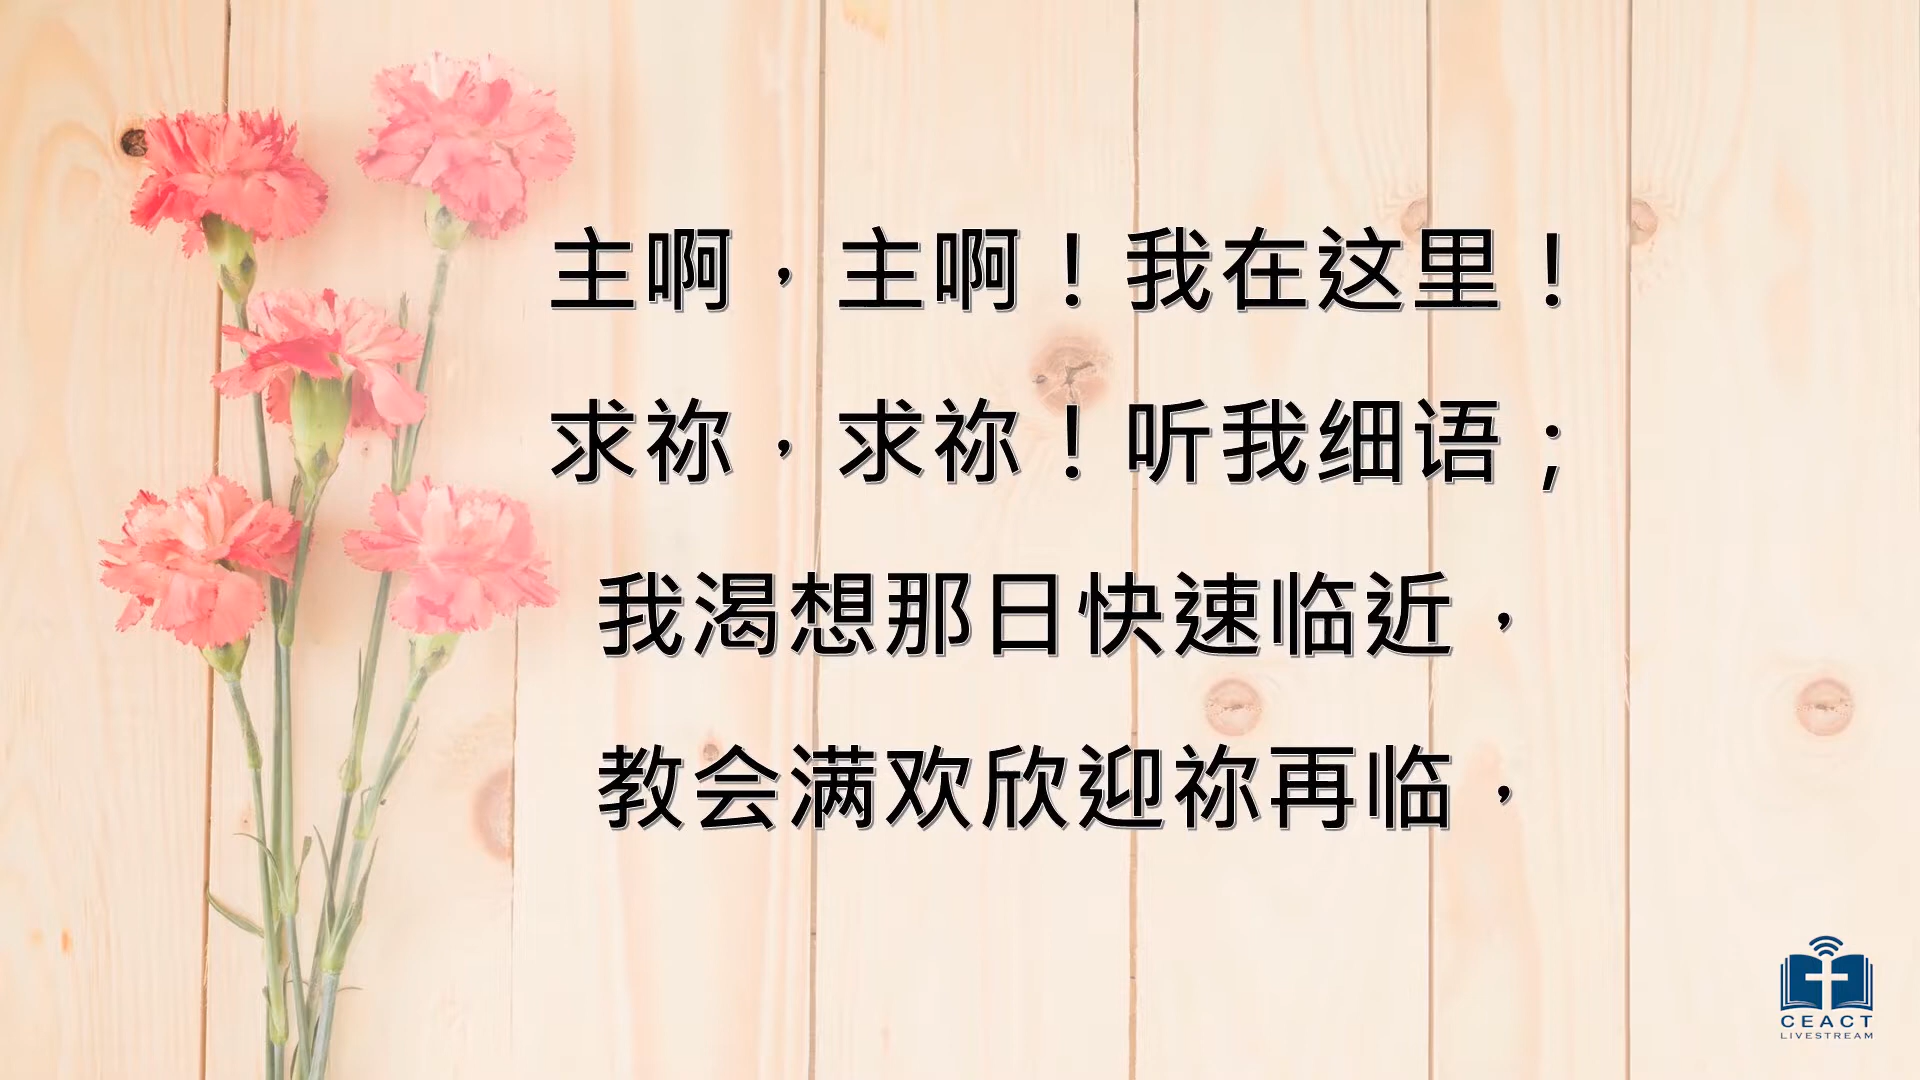 主啊，主啊！我在这里！
求祢，求祢！听我细语；
我渴想那日快速临近，
教会满欢欣迎祢再临，
CEACT
LIVESTREAM